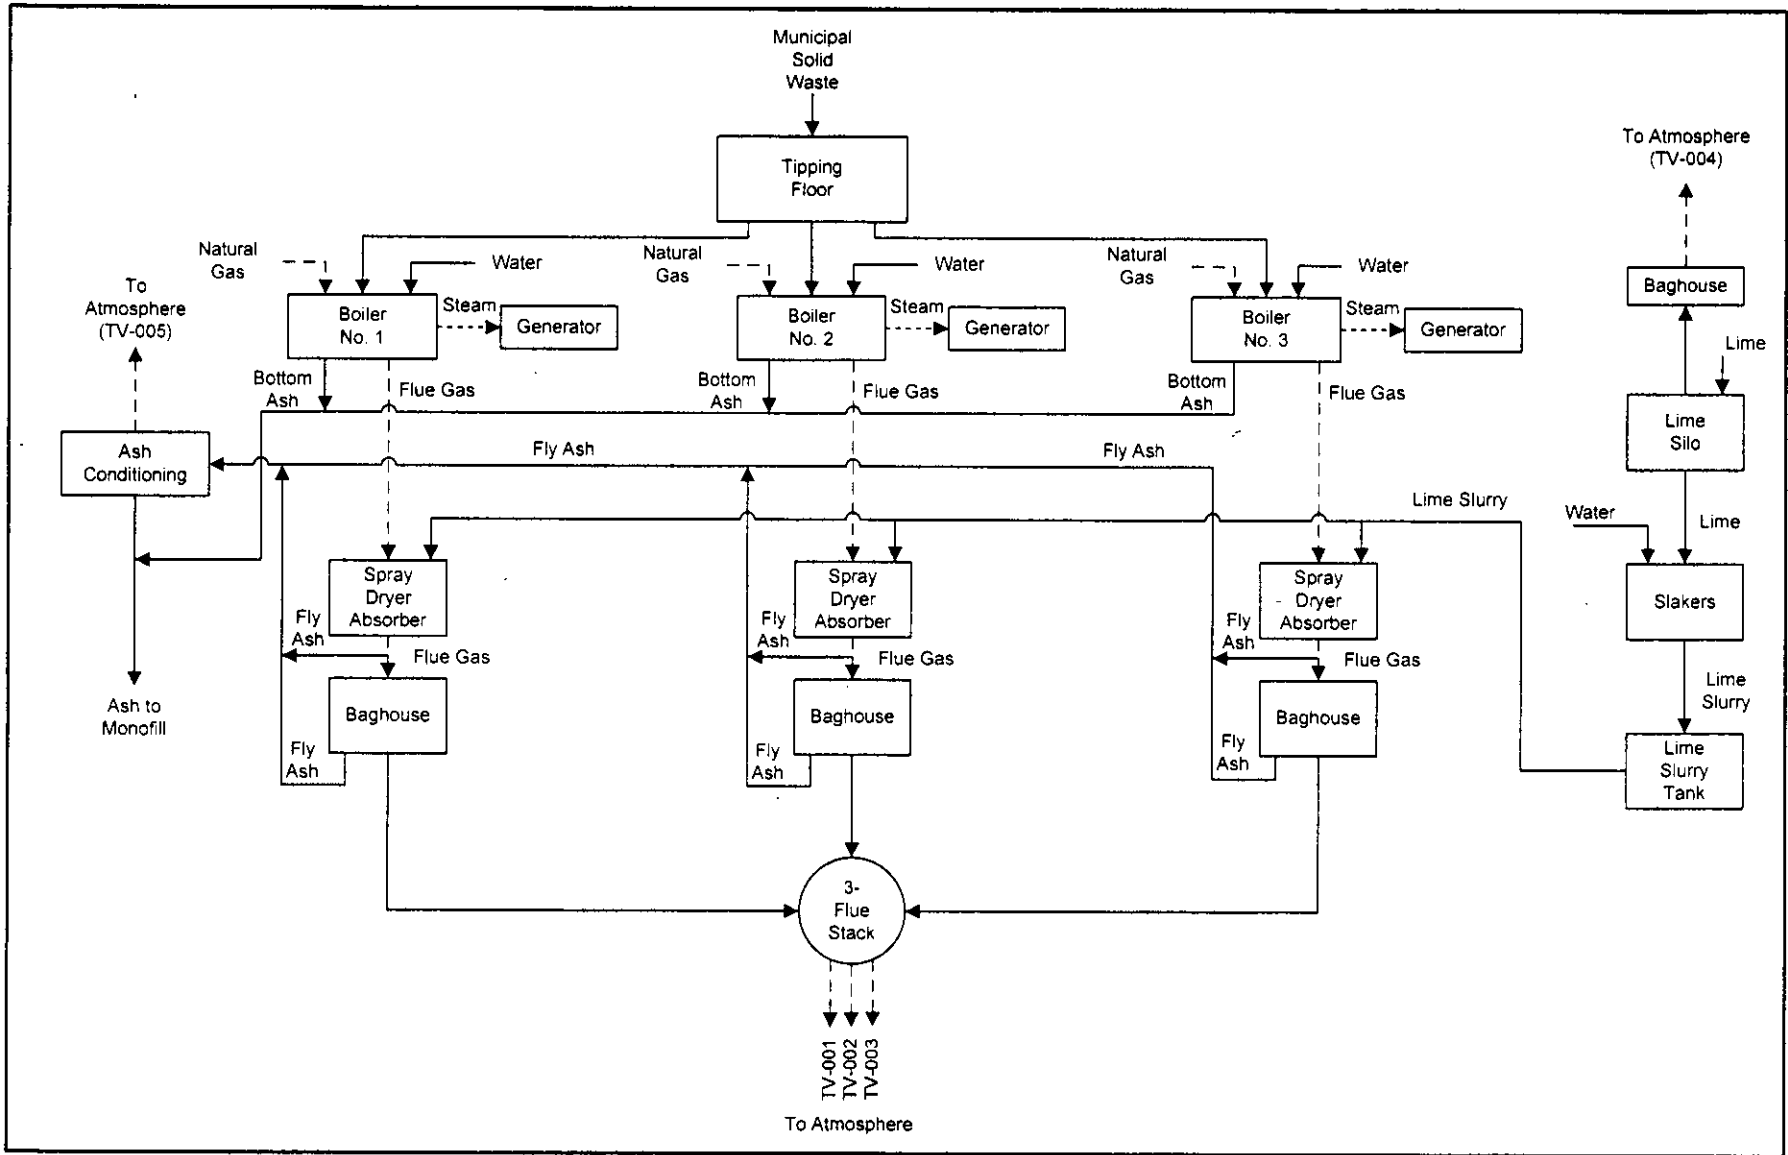 Municipal
Solid
Waste
To Atmosphere
(TV-004)
Tipping
Floor
Natural
Gas
Water
Natural
Gas
Water
Natural
Gas
Water
To
Atmosphere
(TV-005)
Boiler
No. 1
Steam
Generator
Boiler
No. 2
Steam
Generator
Boiler
No. 3
Steam
Generator
Baghouse
Lime
Bottom
Ash
Flue Gas
Bottom
Ash
Flue Gas
Bottom
Ash
Flue Gas
Lime
Silo
Ash
Conditioning
Fly Ash
Fly Ash
Lime Slurry
Water
Lime
Spray
Dryer
Absorber
Spray
Dryer
Absorber
Spray
Dryer
Absorber
Slakers
Fly
Ash
Flue Gas
Fly
Ash
Flue Gas
Fly
Ash
Flue Gas
Lime
Slurry
Ash to
Monofill
Baghouse
Baghouse
Baghouse
Fly
Ash
Fly
Ash
Fly
Ash
Lime
Slurry
Tank
3-
Flue
Stack
TV-001
TV-002
TV-003
To Atmosphere